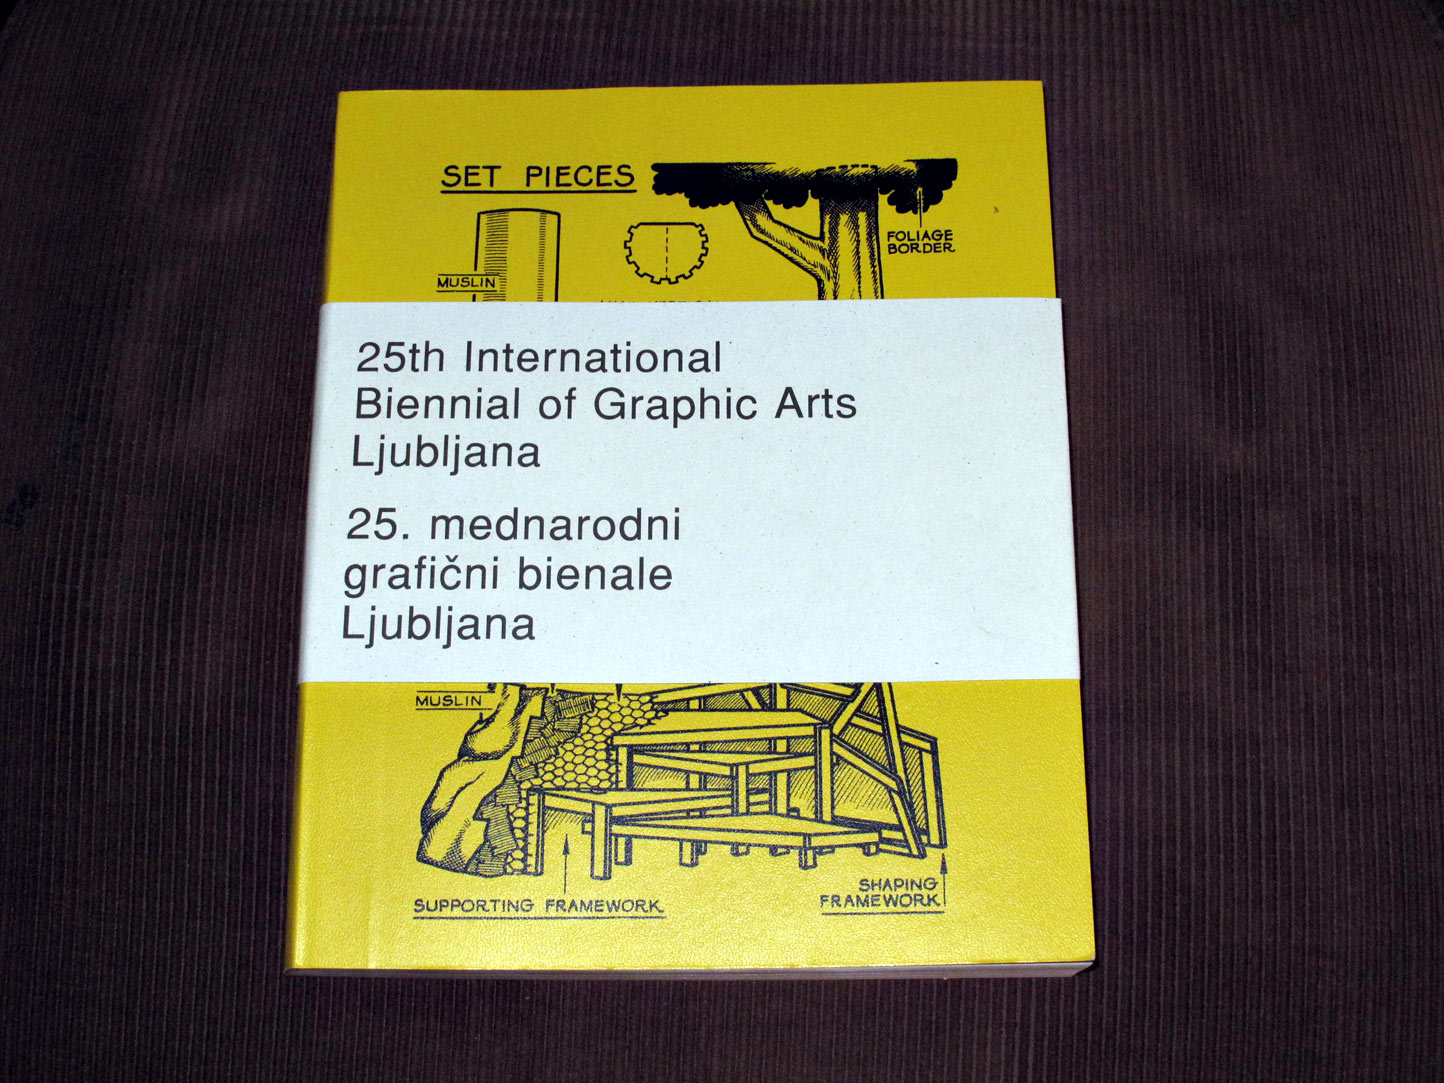 SET PIECES
FOLIAGE
BORDER
MUSLIN
25th International
Biennial of Graphic Arts
Ljubljana
25. mednarodni
grafični bienale
Ljubljana
MUSLIN
SHAPING
FRAMEWORK
SUPPORTING FRAMEWORK